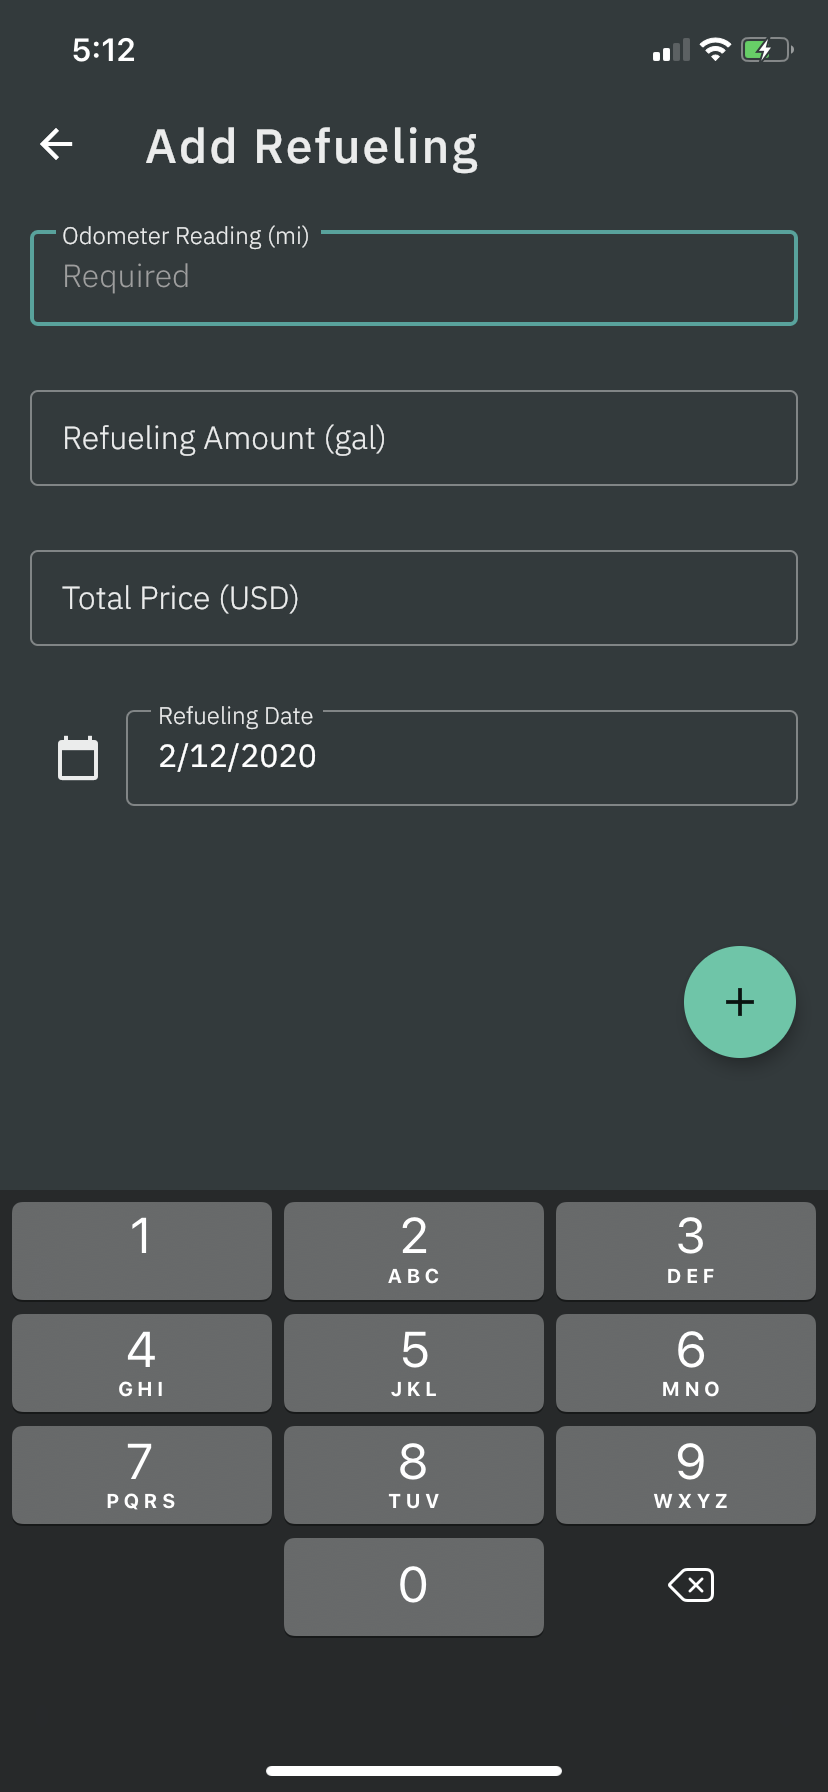 5:12
Add Refueling
Odometer Reading (mi)
Required
Refueling Amount (gal)
Total Price (USD)
Refueling Date
2/12/2020
1 2 3
ABC DEF
4 5 6
GHI JKL MNO
7 8 9
PQRS TUV WXYZ
0